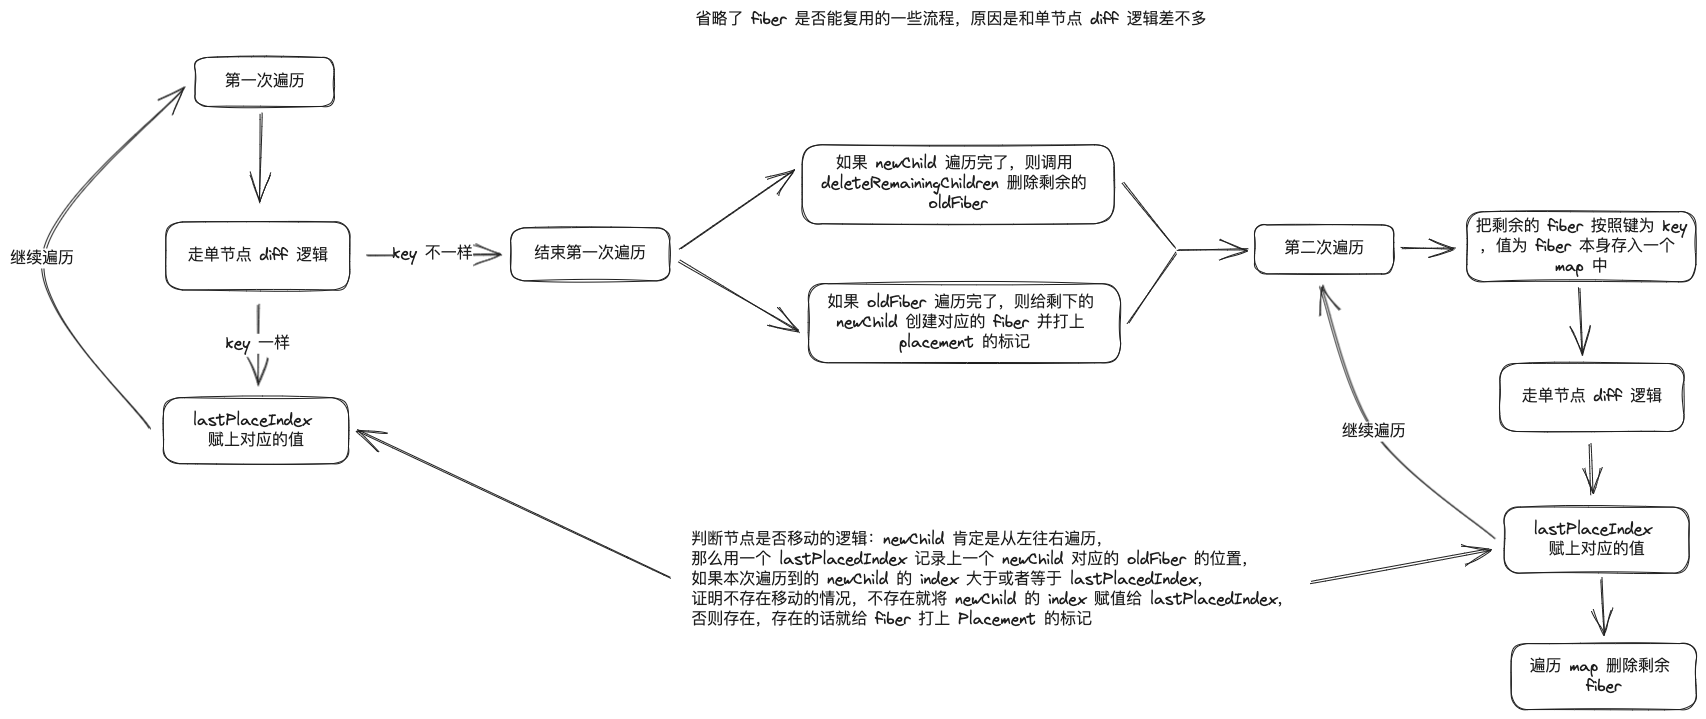 省略了 fiber 是否能复用的一些流程，原因是和单节点 diff 逻辑差不多
第一次遍历
走单节点 diff 逻辑
key 不一样
结束第一次遍历
继续遍历
key 一样
lastPlaceIndex
赋上对应的值
如果 newChild 遍历完了，则调用
deleteRemainingChildren 删除剩余的
oldFiber
如果 oldFiber 遍历完了，则给剩下的
newChild 创建对应的 fiber 并打上
placement 的标记
第二次遍历
把剩余的 fiber 按照键为 key
，值为 fiber 本身存入一个
map 中
走单节点 diff 逻辑
继续遍历
lastPlaceIndex
赋上对应的值
遍历 map 删除剩余
fiber
判断节点是否移动的逻辑：newChild 肯定是从左往右遍历，
那么用一个 lastPlacedIndex 记录上一个 newChild 对应的 oldFiber 的位置，
如果本次遍历到的 newChild 的 index 大于或者等于 lastPlacedIndex，
证明不存在移动的情况，不存在就将 newChild 的 index 赋值给 lastPlacedIndex，
否则存在，存在的话就给 fiber 打上 Placement 的标记